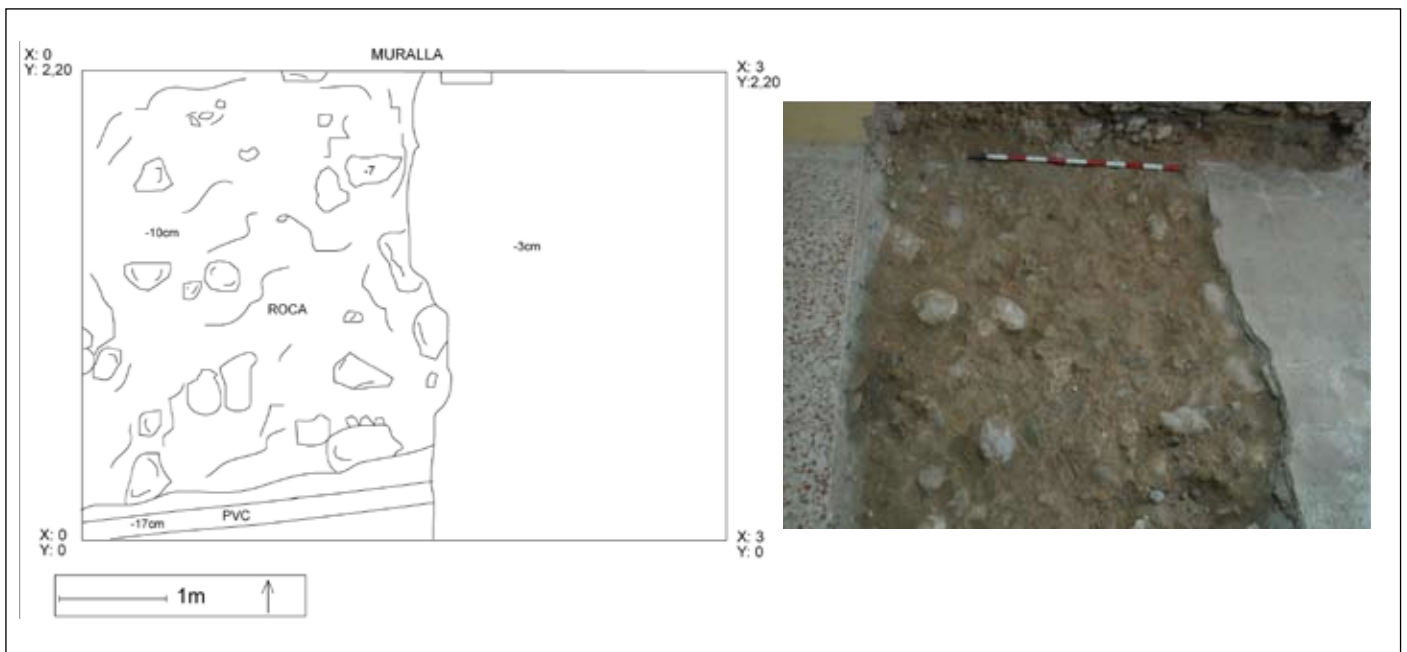 X: 0
Y: 2,20
MURALLA
X: 3
Y:2,20
-7
-10cm
-3cm
ROCA
PVC
-17cm
X: 0
Y: 0
X: 3
Y: 0
1m